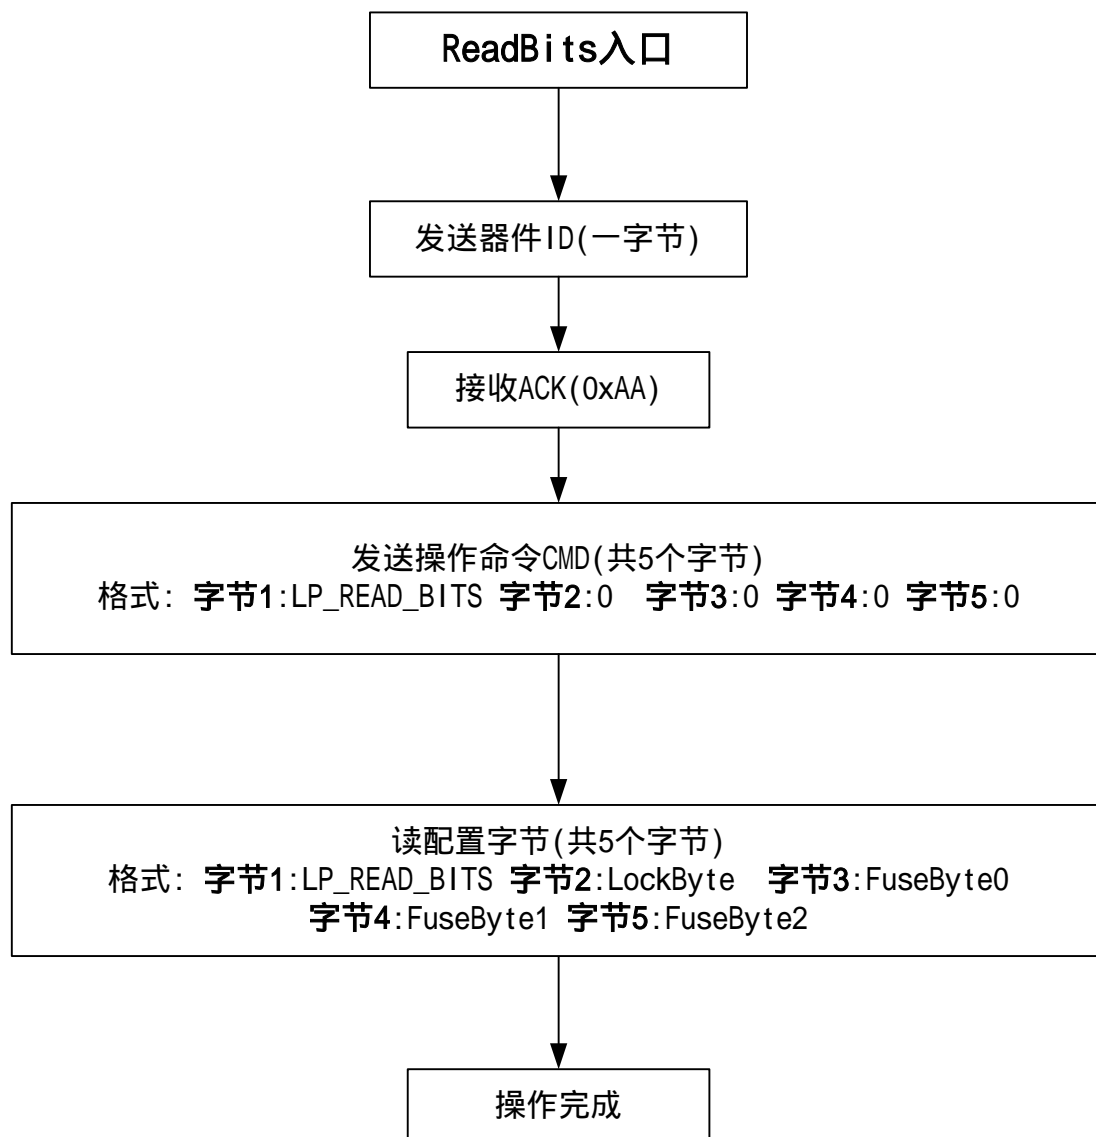 ReadBits入口
发送器件ID(一字节)
接收ACK(0xAA)
发送操作命令CMD(共5个字节)
格式: 字节1:LP_READ_BITS 字节2:0 字节3:0 字节4:0 字节5:0
读配置字节(共5个字节)
格式: 字节1:LP_READ_BITS 字节2:LockByte 字节3:FuseByte0
字节4:FuseByte1 字节5:FuseByte2
操作完成